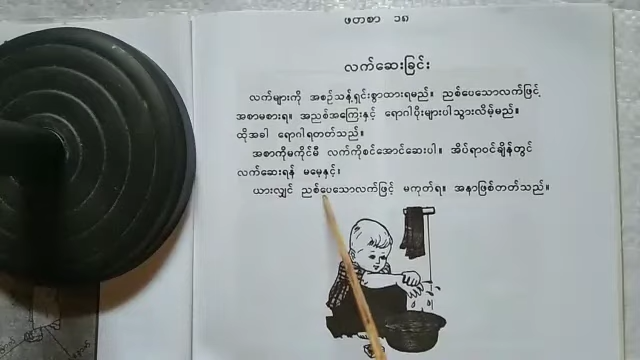 ဖတစာ ၁၈
လက်ဆေးခြင်း
လက်များကို အစဉ်သန့်ရှင်းစွာထားရမည်။ ညစ်ပေသောလက်ဖြင့်
အစာမစားရ။ အညစ်အကြေးနှင့် ရောဂါပိုးများပါသွားလိမ့်မည်။
ထိုအခါ ရောဂါရတတ်သည်။
အစာကိုမကိုင်မီ လက်ကိုစင်အောင်ဆေးပါ။ အိပ်ရာဝင်ချိန်တွင်
လက်ဆေးရန် မမေ့နှင့်။
ယားလျှင် ညစ်ပေသောလက်ဖြင့် မကုတ်ရ။ အနာဖြစ်တတ်သည်။